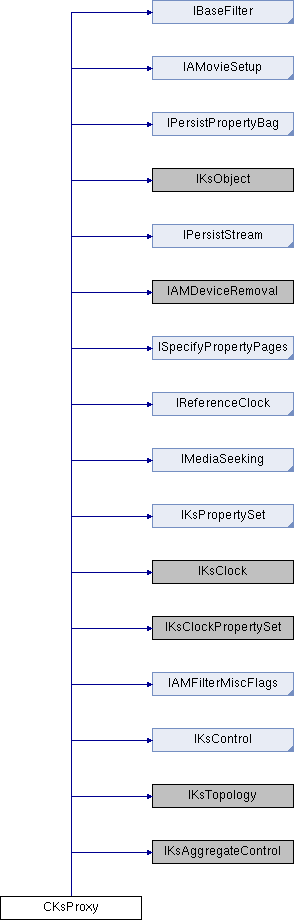 IBaseFilter
IAMovieSetup
IPersistPropertyBag
IKsObject
IPersistStream
IAMDeviceRemoval
ISpecifyPropertyPages
IReferenceClock
IMediaSeeking
IKsPropertySet
IKsClock
IKsClockPropertySet
IAMFilterMiscFlags
IKsControl
IKsTopology
IKsAggregateControl
CKsProxy